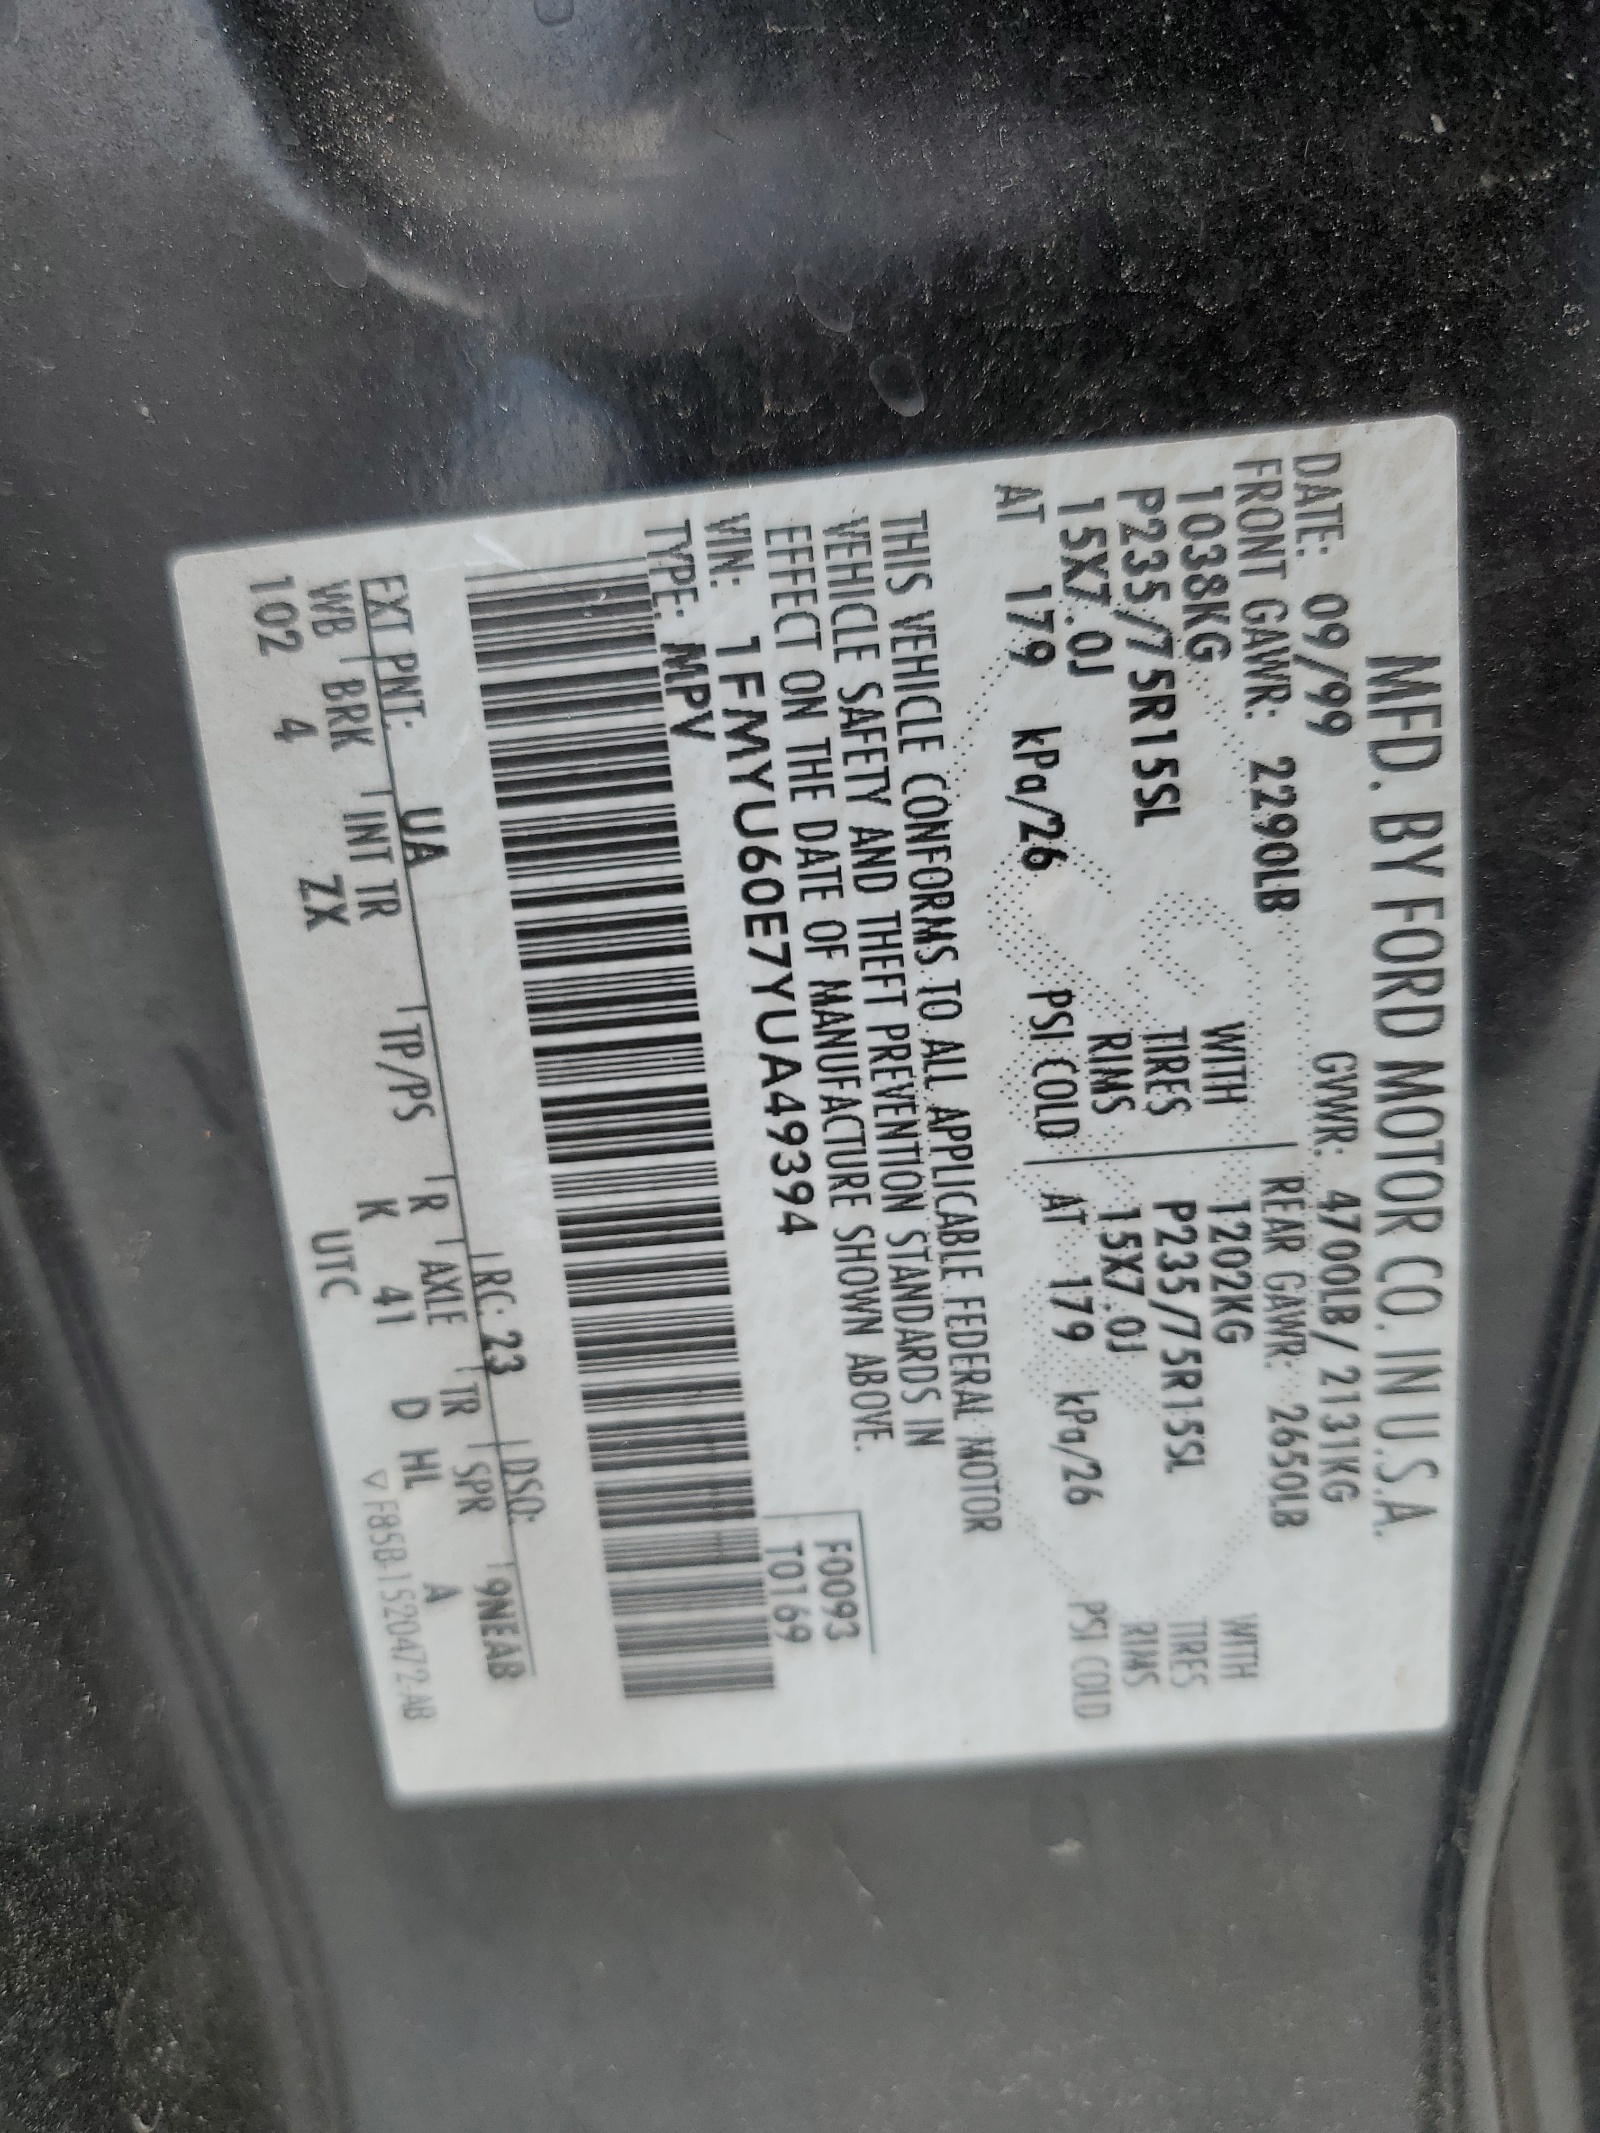 MFD. BY FORD MOTOR CO. IN U.S.A.
DATE: 09/99 GVWR: 4700LB/2131KG
FRONT GAWR: 2290LB REAR GAWR: 2650LB
1038KG WITH 1202KG WITH
P235/75R15SL TIRES P235/75R15SL TIRES
15X7.0J RIMS 15X7.0J RIMS
AT 179 kPa/26 PSI COLD AT 179 kPa/26 PSI COLD
THIS VEHICLE CONFORMS TO ALL APPLICABLE FEDERAL MOTOR
VEHICLE SAFETY AND THEFT PREVENTION STANDARDS IN
EFFECT ON THE DATE OF MANUFACTURE SHOWN ABOVE.
VIN: 1FMYU60E7YUA49394 F0093
TYPE: MPV T0169
EXT PNT: UA RC: 23 DSO: 9NEAB
WB BRK INT TR TP/PS R AXLE TR SPR
102 4 ZX K 41 D HL A
UTC ▽F85B-1520472-AB